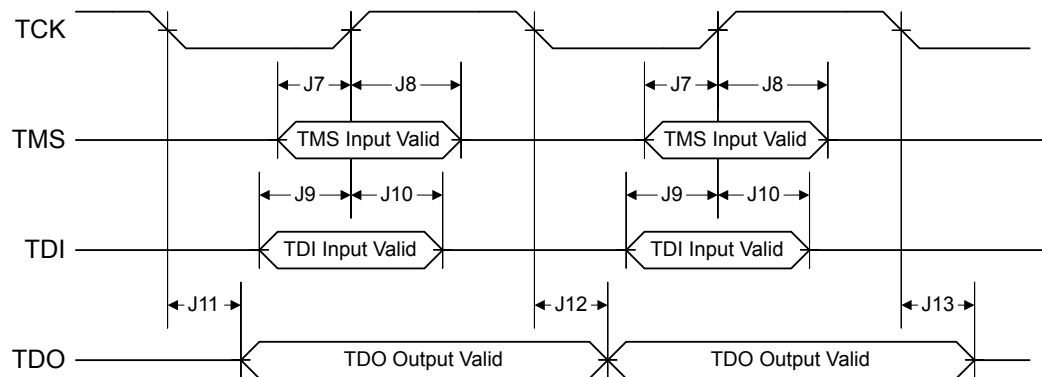 TCK
J7 J8 J7 J8
TMS TMS Input Valid TMS Input Valid
J9 J10 J9 J10
TDI TDI Input Valid TDI Input Valid
J11 J12 J13
TDO TDO Output Valid TDO Output Valid